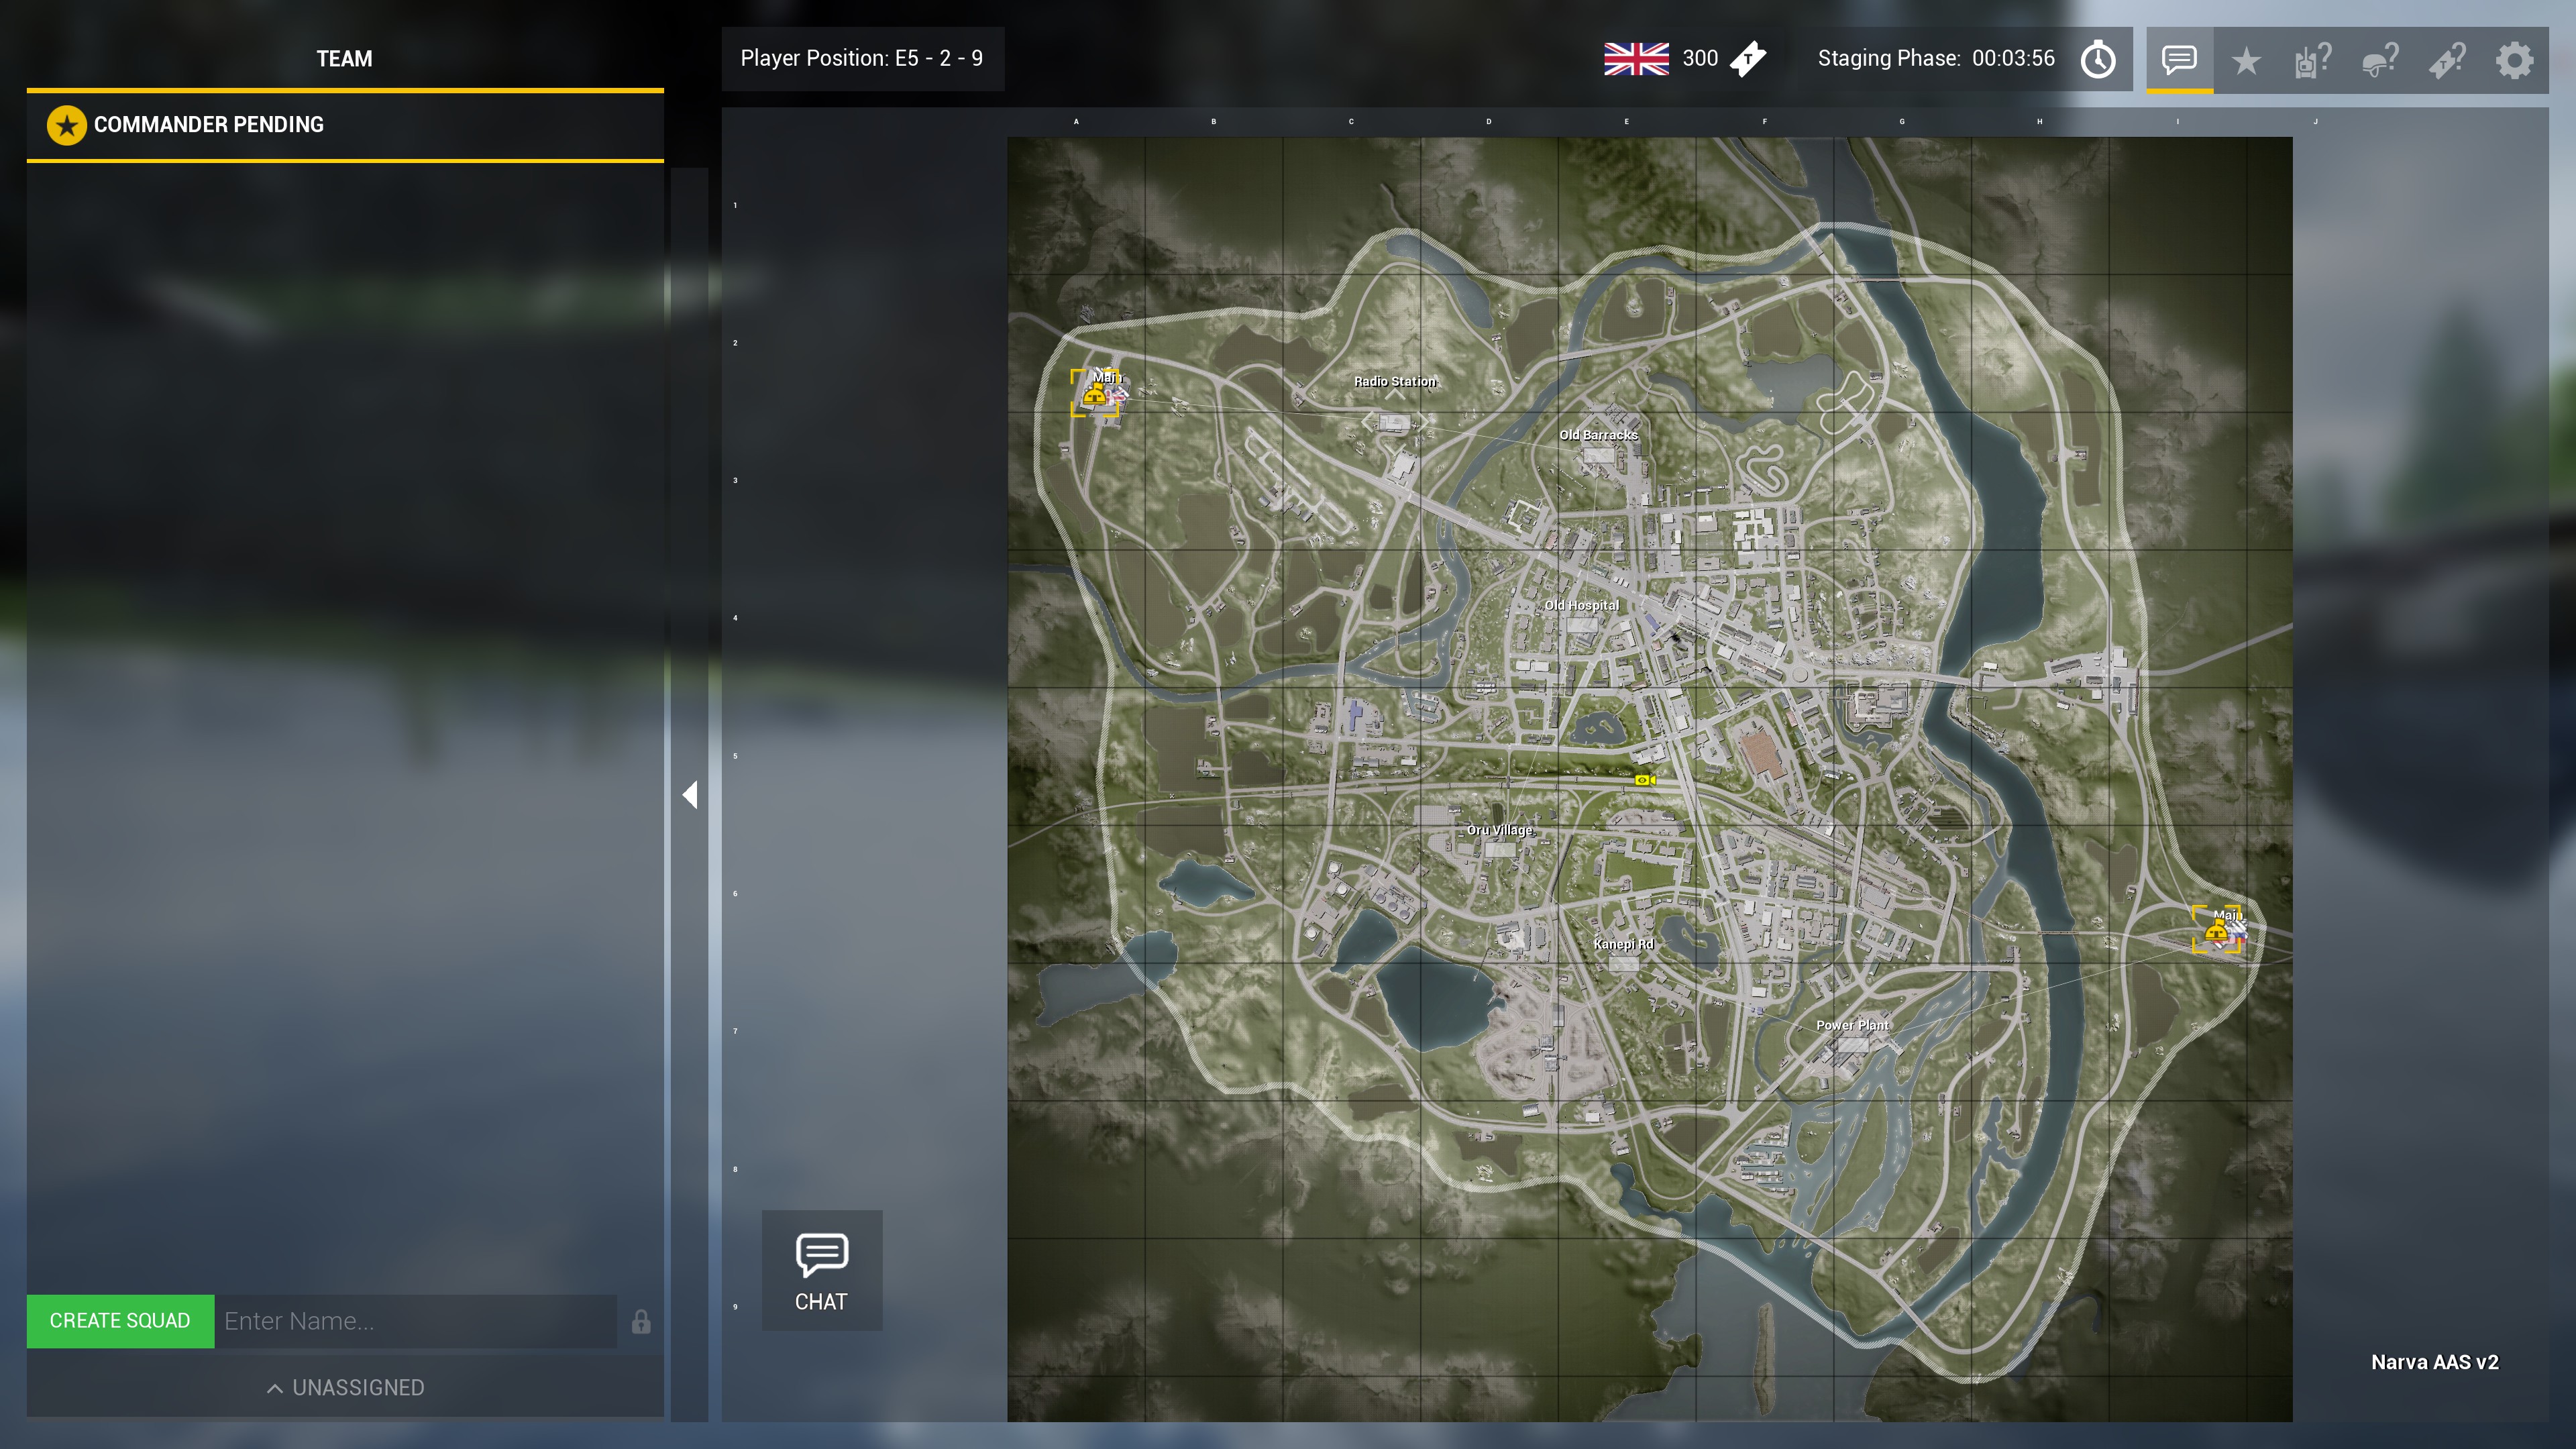 TEAM
Player Position: E5 - 2 - 9
300
Staging Phase: 00:03:56
COMMANDER PENDING
A B C D E F G H I J
1
2
3
4
5
6
7
8
9
Main
Radio Station
Old Barracks
Old Hospital
Oru Village
Main
Kanepi Rd
Power Plant
CHAT
CREATE SQUAD
Enter Name...
UNASSIGNED
Narva AAS v2